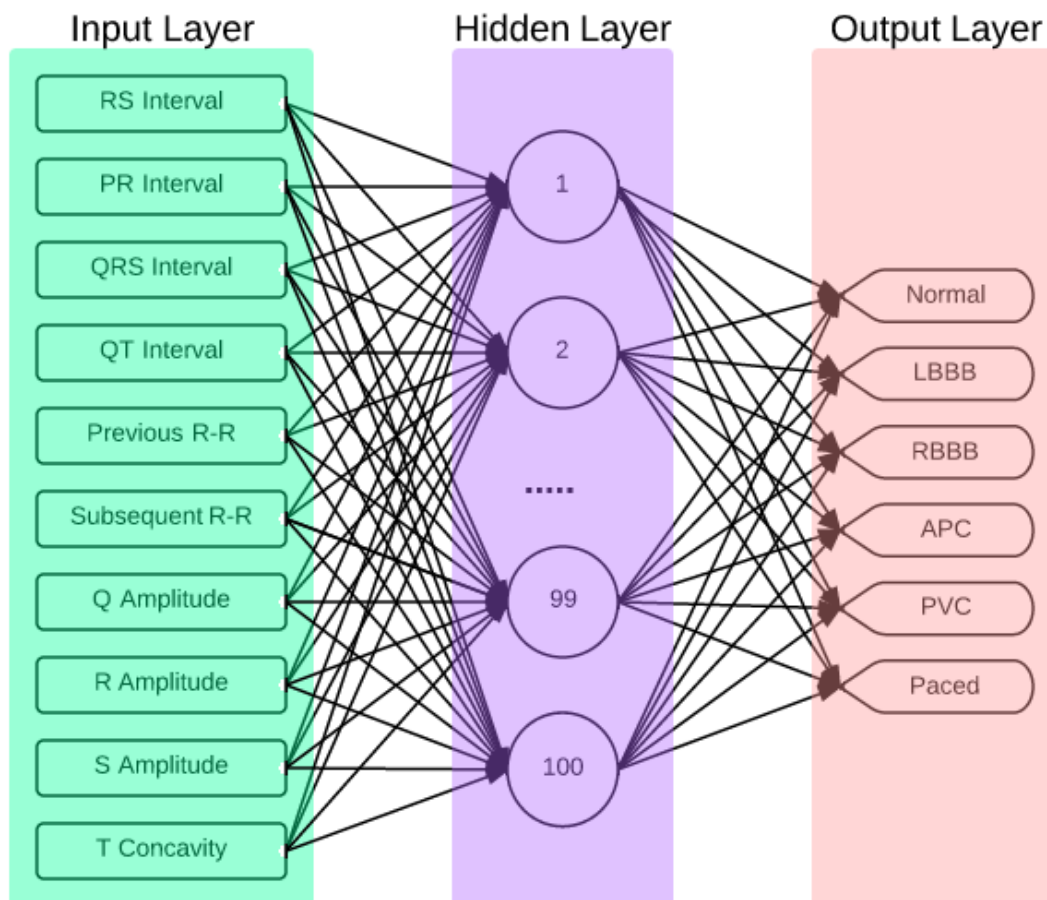 Input Layer
Hidden Layer
Output Layer
RS Interval
PR Interval
QRS Interval
QT Interval
Previous R-R
Subsequent R-R
Q Amplitude
R Amplitude
S Amplitude
T Concavity
1
2
.....
99
100
Normal
LBBB
RBBB
APC
PVC
Paced